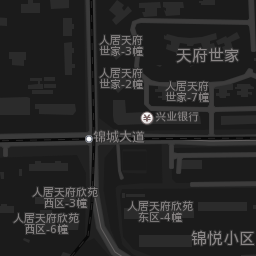 人居天府
世家-3幢
天府世家
人居天府
世家-2幢
人居天府
世家-7幢
兴业银行
锦城大道
人居天府欣苑
西区-3幢
人居天府欣苑
东区-4幢
人居天府欣苑
西区-6幢
锦悦小区